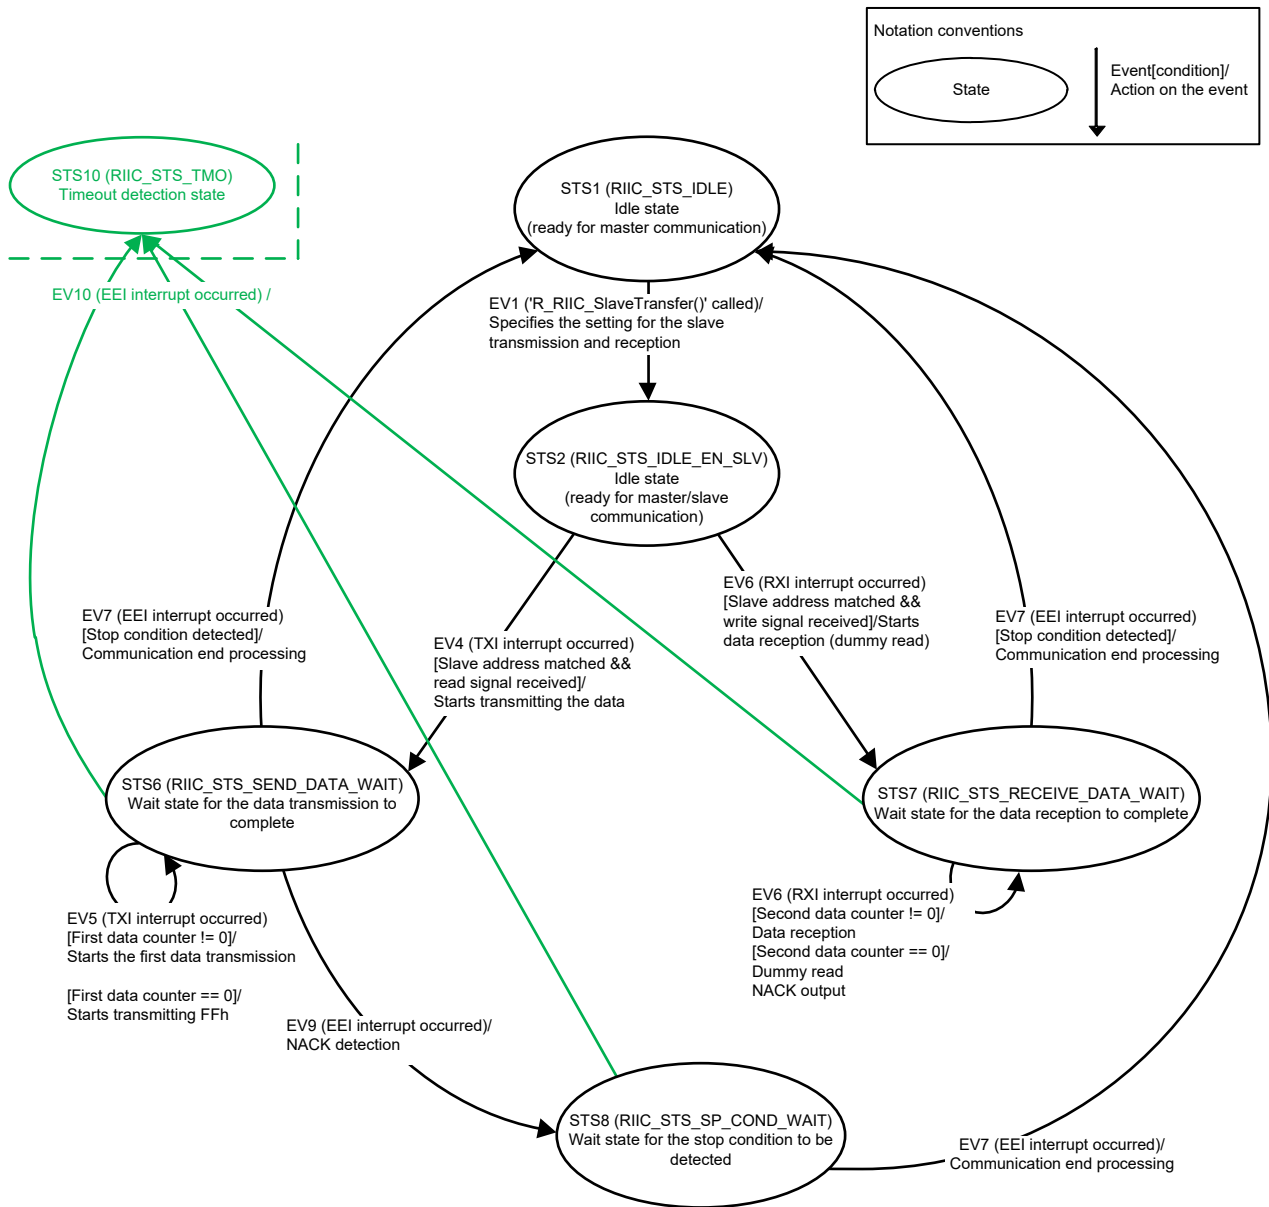 Notation conventions
State
Event[condition]/
Action on the event
STS10 (RIIC_STS_TMO)
Timeout detection state
STS1 (RIIC_STS_IDLE)
Idle state
(ready for master communication)
EV10 (EEI interrupt occurred) /
EV1 ('R_RIIC_SlaveTransfer()' called)/
Specifies the setting for the slave
transmission and reception
STS2 (RIIC_STS_IDLE_EN_SLV)
Idle state
(ready for master/slave
communication)
EV7 (EEI interrupt occurred)
[Stop condition detected]/
Communication end processing
EV4 (TXI interrupt occurred)
[Slave address matched &&
read signal received]/
Starts transmitting the data
EV6 (RXI interrupt occurred)
[Slave address matched &&
write signal received]/Starts
data reception (dummy read)
EV7 (EEI interrupt occurred)
[Stop condition detected]/
Communication end processing
STS6 (RIIC_STS_SEND_DATA_WAIT)
Wait state for the data transmission to
complete
STS7 (RIIC_STS_RECEIVE_DATA_WAIT)
Wait state for the data reception to complete
EV5 (TXI interrupt occurred)
[First data counter != 0]/
Starts the first data transmission
[First data counter == 0]/
Starts transmitting FFh
EV6 (RXI interrupt occurred)
[Second data counter != 0]/
Data reception
[Second data counter == 0]/
Dummy read
NACK output
EV9 (EEI interrupt occurred)/
NACK detection
STS8 (RIIC_STS_SP_COND_WAIT)
Wait state for the stop condition to be
detected
EV7 (EEI interrupt occurred)/
Communication end processing